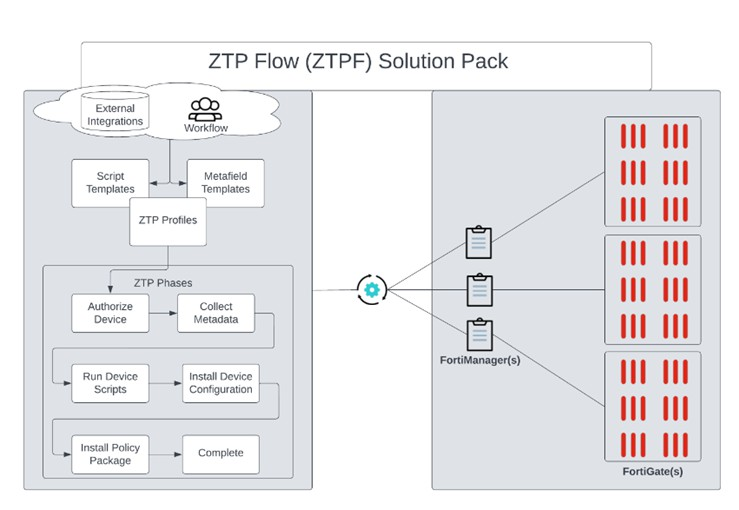 ZTP Flow (ZTPF) Solution Pack
External
Integrations
Workflow
Script
Templates
Metafield
Templates
ZTP Profiles
ZTP Phases
Authorize
Device
Collect
Metadata
Run Device
Scripts
Install Device
Configuration
Install Policy
Package
Complete
FortiManager(s)
FortiGate(s)